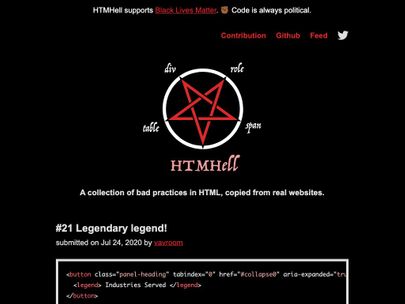 HTMHell supports Black Lives Matter. ✊🏾 Code is always political.
Contribution Github Feed
div role
table span
HTMHell
A collection of bad practices in HTML, copied from real websites.
#21 Legendary legend!
submitted on Jul 24, 2020 by vavroom
<button class="panel-heading" tabindex="0" href="#collapse0" aria-expanded="tru
<legend> Industries Served </legend>
</button>